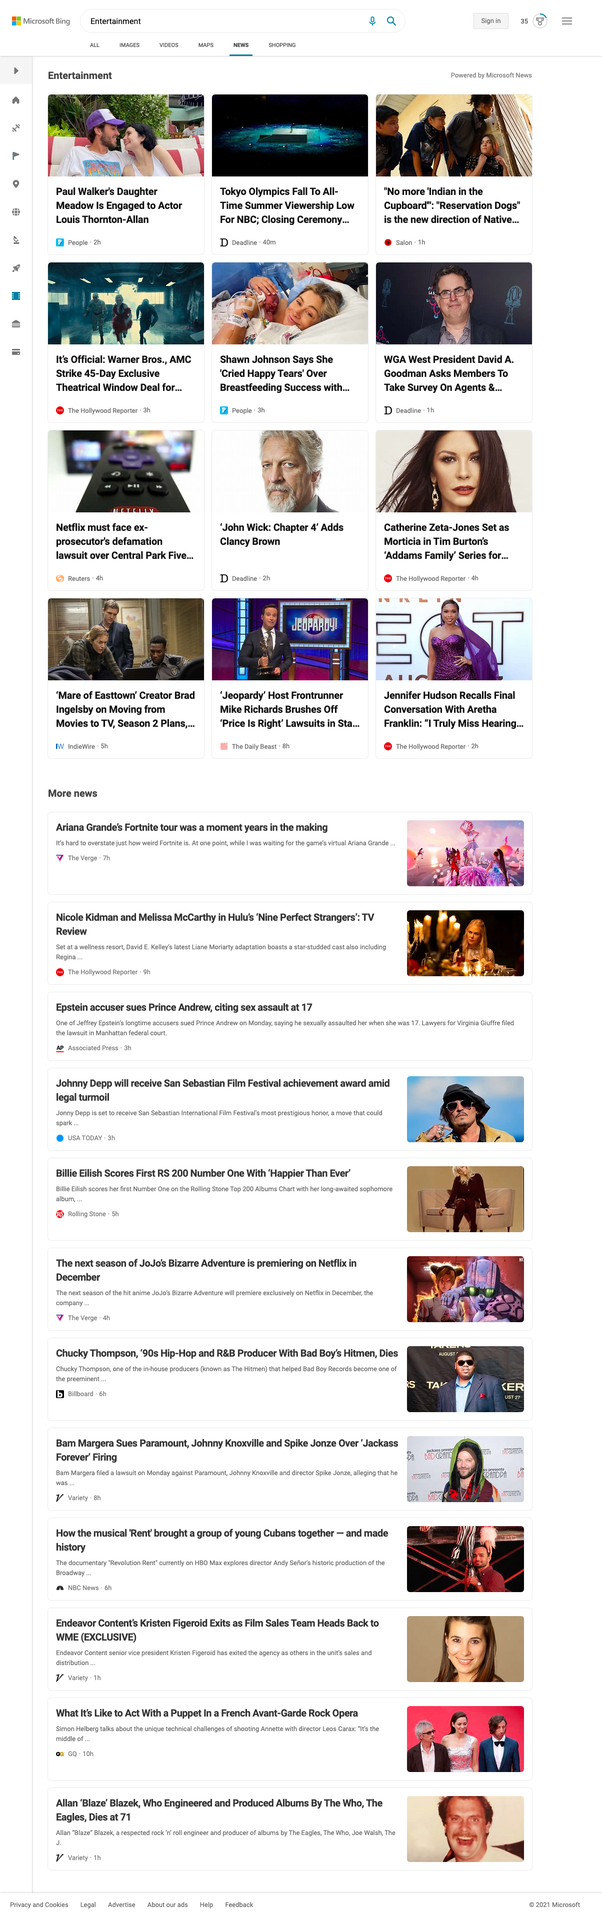 Microsoft Bing
Entertainment
Sign in
35
ALL
IMAGES
VIDEOS
MAPS
NEWS
SHOPPING
Entertainment
Powered by Microsoft News
Paul Walker's Daughter
Meadow Is Engaged to Actor
Louis Thornton-Allan
People · 2h
Tokyo Olympics Fall To All-
Time Summer Viewership Low
For NBC; Closing Ceremony...
Deadline · 40m
"No more 'Indian in the
Cupboard'": "Reservation Dogs"
is the new direction of Native...
Salon · 1h
It's Official: Warner Bros., AMC
Strike 45-Day Exclusive
Theatrical Window Deal for...
The Hollywood Reporter · 3h
Shawn Johnson Says She
'Cried Happy Tears' Over
Breastfeeding Success with...
People · 3h
WGA West President David A.
Goodman Asks Members To
Take Survey On Agents &...
Deadline · 1h
NETFLIX
Netflix must face ex-
prosecutor's defamation
lawsuit over Central Park Five...
Reuters · 4h
'John Wick: Chapter 4' Adds
Clancy Brown
Deadline · 2h
Catherine Zeta-Jones Set as
Morticia in Tim Burton's
'Addams Family' Series for...
The Hollywood Reporter · 4h
'Mare of Easttown' Creator Brad
Ingelsby on Moving from
Movies to TV, Season 2 Plans,...
IndieWire · 5h
JEOPARDY!
'Jeopardy' Host Frontrunner
Mike Richards Brushes Off
'Price Is Right' Lawsuits in Sta...
The Daily Beast · 8h
Jennifer Hudson Recalls Final
Conversation With Aretha
Franklin: "I Truly Miss Hearing...
The Hollywood Reporter · 2h
More news
Ariana Grande's Fortnite tour was a moment years in the making
It's hard to overstate just how weird Fortnite is. At one point, while I was waiting for the game's virtual Ariana Grande ...
The Verge · 7h
Nicole Kidman and Melissa McCarthy in Hulu's 'Nine Perfect Strangers': TV
Review
Set at a wellness resort, David E. Kelley's latest Liane Moriarty adaptation boasts a star-studded cast also including
Regina ...
The Hollywood Reporter · 9h
Epstein accuser sues Prince Andrew, citing sex assault at 17
One of Jeffrey Epstein's longtime accusers sued Prince Andrew on Monday, saying he sexually assaulted her when she was 17. Lawyers for Virginia Giuffre filed
the lawsuit in Manhattan federal court.
AP Associated Press · 3h
Johnny Depp will receive San Sebastian Film Festival achievement award amid
legal turmoil
Jonny Depp is set to receive San Sebastian International Film Festival's most prestigious honor, a move that could
spark ...
USA TODAY · 3h
Billie Eilish Scores First RS 200 Number One With 'Happier Than Ever'
Billie Eilish scores her first Number One on the Rolling Stone Top 200 Albums Chart with her long-awaited sophomore
album, ...
Rolling Stone · 5h
The next season of JoJo's Bizarre Adventure is premiering on Netflix in
December
The next season of the hit anime JoJo's Bizarre Adventure will premiere exclusively on Netflix in December, the
company ...
The Verge · 4h
Chucky Thompson, '90s Hip-Hop and R&B Producer With Bad Boy's Hitmen, Dies
Chucky Thompson, one of the in-house producers (known as The Hitmen) that helped Bad Boy Records become one of
the preeminent ...
Billboard · 6h
Bam Margera Sues Paramount, Johnny Knoxville and Spike Jonze Over 'Jackass
Forever' Firing
Bam Margera filed a lawsuit on Monday against Paramount, Johnny Knoxville and director Spike Jonze, alleging that he
was ...
Variety · 8h
How the musical 'Rent' brought a group of young Cubans together — and made
history
The documentary "Revolution Rent" currently on HBO Max explores director Andy Señor's historic production of the
Broadway ...
NBC News · 6h
Endeavor Content's Kristen Figeroid Exits as Film Sales Team Heads Back to
WME (EXCLUSIVE)
Endeavor Content senior vice president Kristen Figeroid has exited the agency as others in the unit's sales and
distribution ...
Variety · 1h
What It's Like to Act With a Puppet In a French Avant-Garde Rock Opera
Simon Helberg talks about the unique technical challenges of shooting Annette with director Leos Carax: "It's the
middle of ...
GQ · 10h
Allan 'Blaze' Blazek, Who Engineered and Produced Albums By The Who, The
Eagles, Dies at 71
Allan "Blaze" Blazek, a respected rock 'n' roll engineer and producer of albums by The Eagles, The Who, Joe Walsh, The
J.
Variety · 1h
Privacy and Cookies
Legal
Advertise
About our ads
Help
Feedback
© 2021 Microsoft